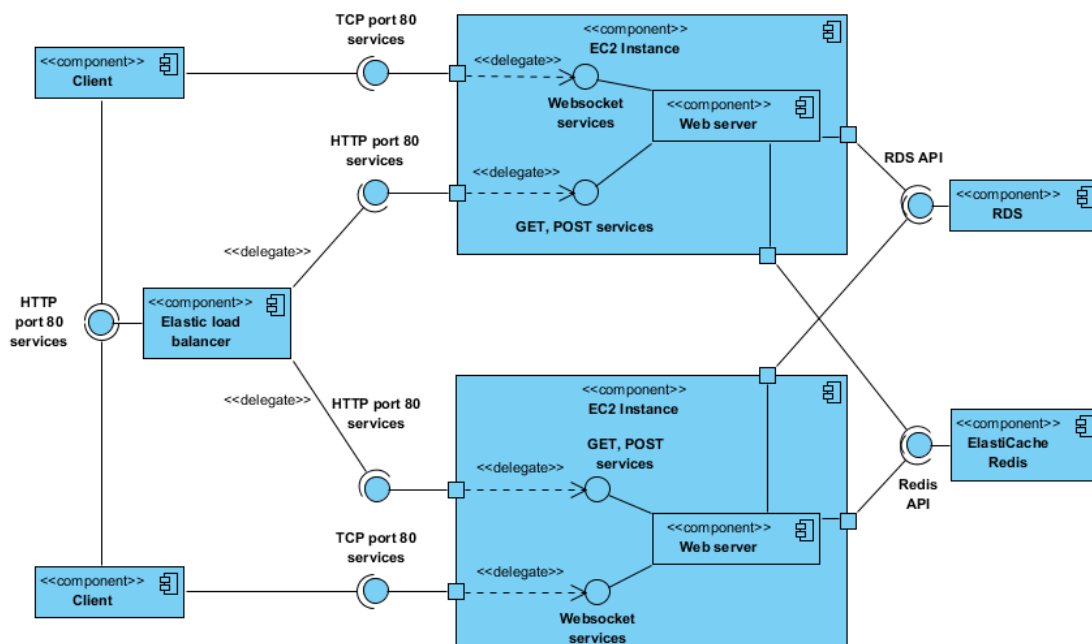 TCP port 80
services
<<component>>
EC2 Instance
<<component>>
Client
<<delegate>>
Websocket
services
<<component>>
Web server
HTTP port 80
services
<<delegate>>
GET, POST services
RDS API
<<component>>
RDS
<<delegate>>
HTTP
port 80
services
<<component>>
Elastic load
balancer
<<delegate>>
HTTP port 80
services
<<component>>
EC2 Instance
GET, POST
services
<<delegate>>
<<component>>
ElastiCache
Redis
Redis
API
<<component>>
Web server
TCP port 80
services
<<delegate>>
Websocket
services
<<component>>
Client